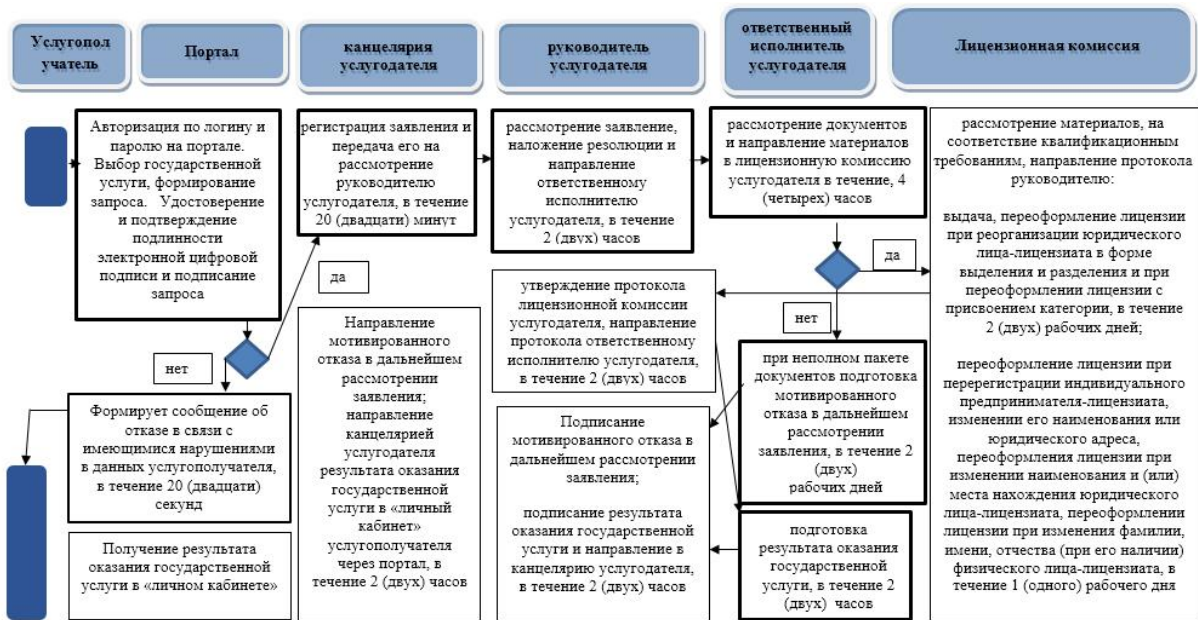 Услугопол
учатель
Портал
канцелярия
услугодателя
руководитель
услугодателя
ответственный
исполнитель
услугодателя
Лицензионная комиссия
Авторизация по логину и
паролю на портале.
Выбор государственной
услуги, формирование
запроса. Удостоверение
и подтверждение
подлинности
электронной цифровой
подписи и подписание
запроса
регистрация заявления и
передача его на
рассмотрение
руководителю
услугодателя, в течение
20 (двадцати) минут
рассмотрение заявление,
наложение резолюции и
направление
ответственному
исполнителю
услугодателя, в течение
2 (двух) часов
рассмотрение документов
и направление материалов
в лицензионную комиссию
услугодателя в течение, 4
(четырех) часов
рассмотрение материалов, на
соответствие квалификационным
требованиям, направление протокола
руководителю:
выдача, переоформление лицензии
при реорганизации юридического
лица-лицензиата в форме
выделения и разделения и при
переоформлении лицензии с
присвоением категории, в течение
2 (двух) рабочих дней;
переоформление лицензии при
перерегистрации индивидуального
предпринимателя-лицензиата,
изменении его наименования или
юридического адреса,
переоформления лицензии при
изменении наименования и (или)
места нахождения юридического
лица-лицензиата, переоформлении
лицензии при изменения фамилии,
имени, отчества (при его наличии)
физического лица-лицензиата, в
течение 1 (одного) рабочего дня
да
да
нет
нет
утверждение протокола
лицензионной комиссии
услугодателя, направление
протокола ответственному
исполнителю услугодателя,
в течение 2 (двух) часов
Направление
мотивированного
отказа в дальнейшем
рассмотрении
заявления;
направление
канцелярией
услугодателя
результата оказания
государственной
услуги в «личный
кабинет»
услугополучателя
через портал, в
течение 2 (двух) часов
при неполном пакете
документов подготовка
мотивированного
отказа в дальнейшем
рассмотрении
заявления, в течение 2
(двух)
рабочих дней
Формирует сообщение об
отказе в связи с
имеющимися нарушениями
в данных услугополучателя,
в течение 20 (двадцати)
секунд
Подписание
мотивированного отказа в
дальнейшем рассмотрении
заявления;
подписание результата
оказания государственной
услуги и направление в
канцелярию услугодателя,
в течение 2 (двух) часов
подготовка
результата оказания
государственной
услуги, в течение 2
(двух) часов
Получение результата
оказания государственной
услуги в «личном кабинете»